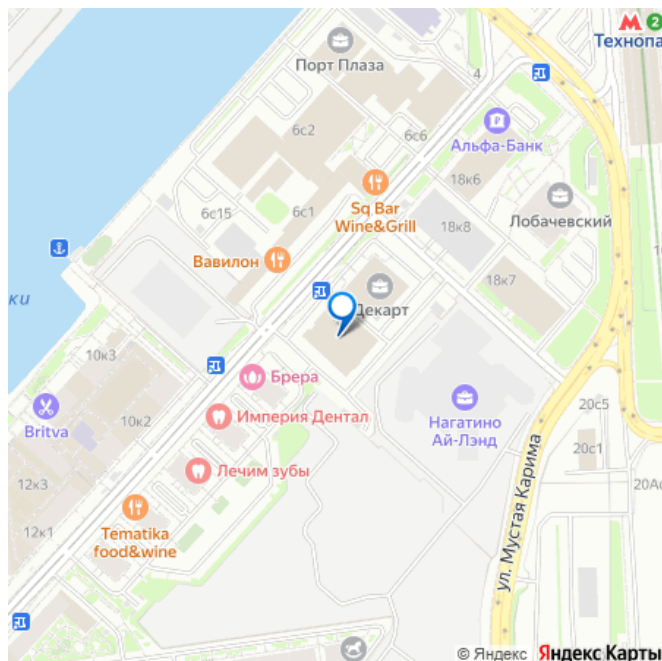 2
Технопа
Порт Плаза
4
6с2
6с6
Альфа-Банк
18к6
Sq Bar
Wine&Grill
Лобачевский
6с15
6с1
18к8
Вавилон
18к7
ки
Декарт
10к3
Брера
Britva
10к2
Империя Дентал
Нагатино
Ай-Лэнд
20с5
20с1
Лечим зубы
12к3
20Ас
12к1
Tematika
food&wine
ул. Мустая Карима
© Яндекс Яндекс Карты